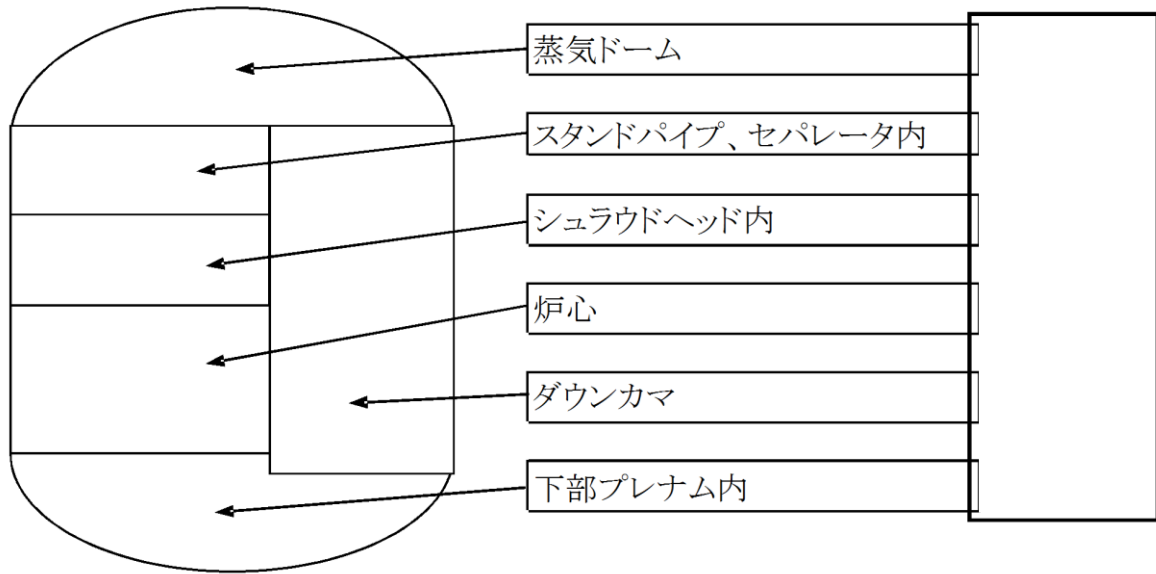 蒸気ドーム
スタンドパイプ、セパレータ内
シュラウドヘッド内
炉心
ダウンカマ
下部プレナム内